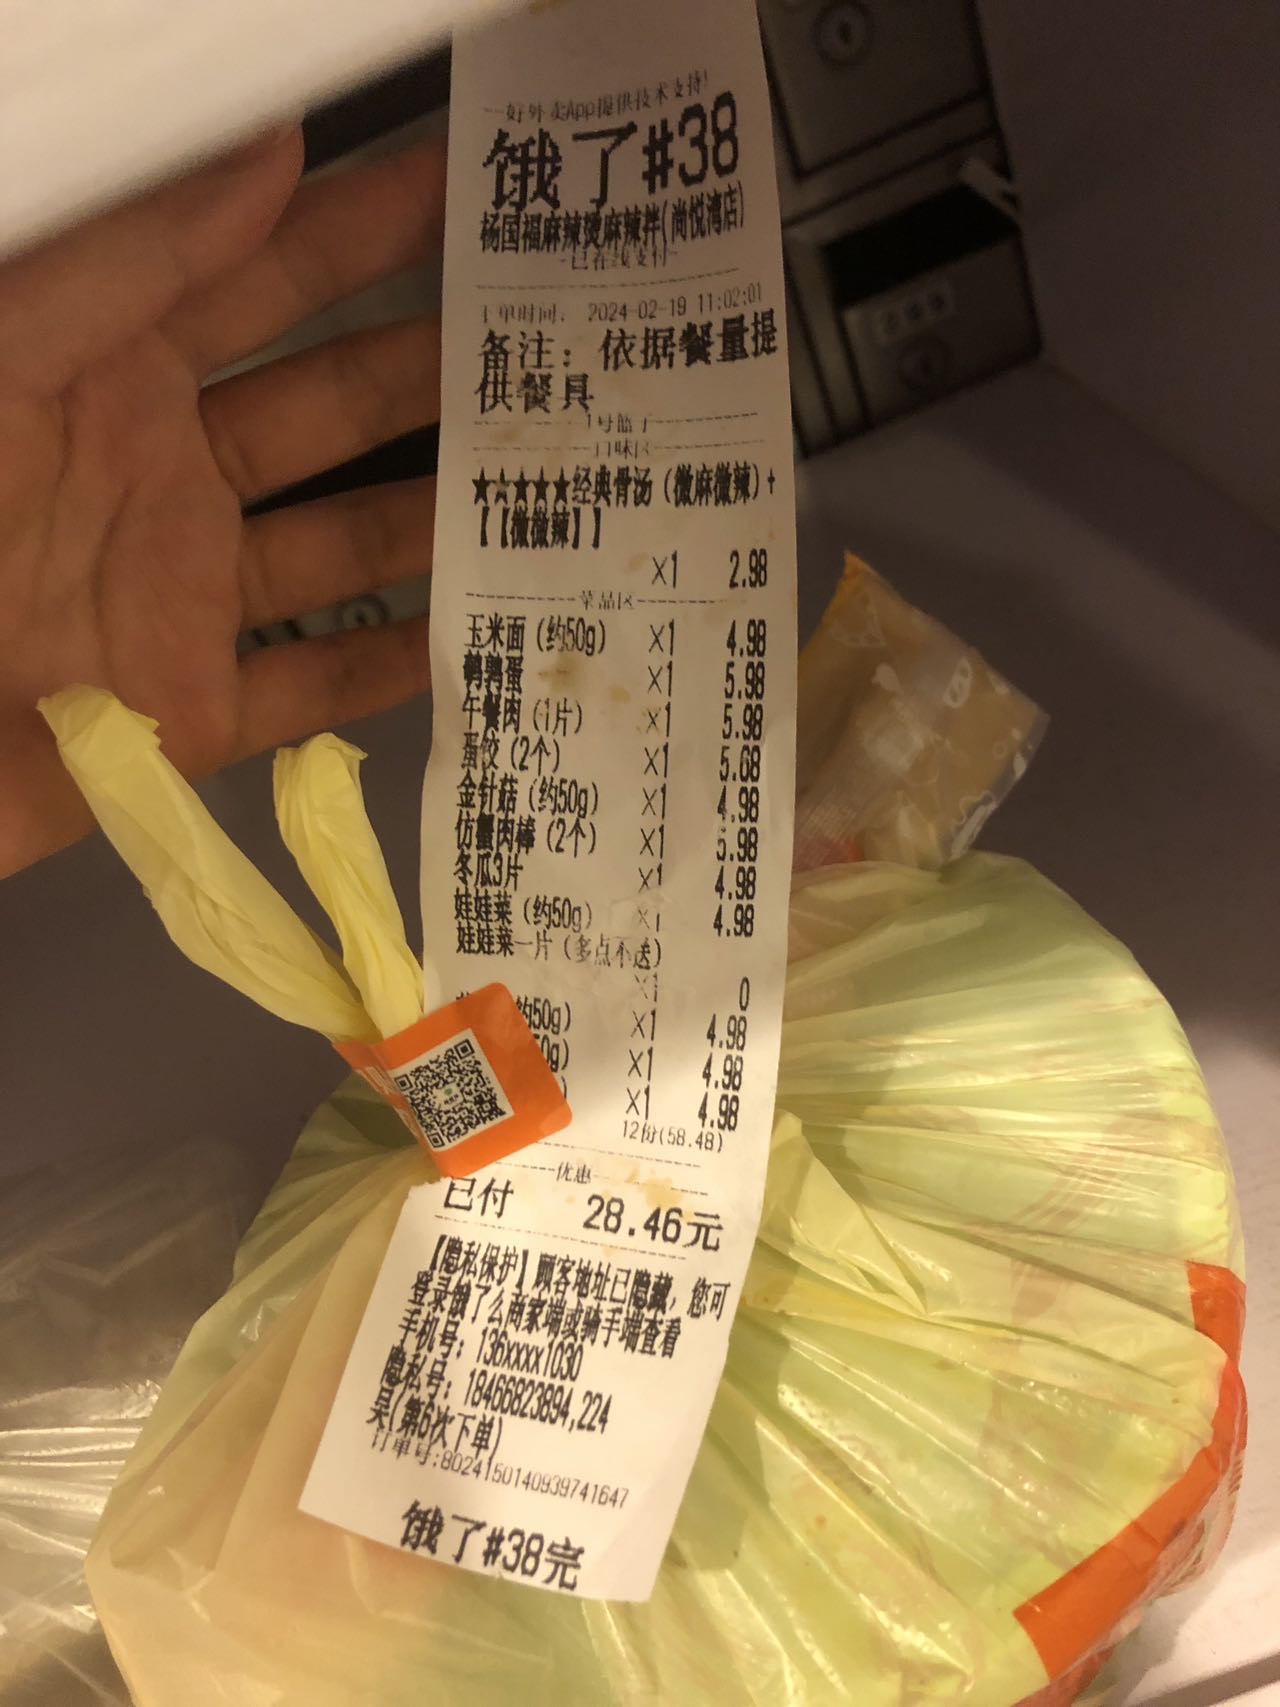 一好外卖App提供技术支持!
饿了#38
杨国福麻辣烫麻辣拌(尚悦湾店)
-已在线支付-
下单时间: 2024-02-19 11:02:01
备注：依据餐量提
供餐具
1号篮子
口味区
★☆★★★经典骨汤（微麻微辣）+
【【微微辣】】
X1 2.98
菜品区
玉米面（约50g） X1 4.98
鹌鹑蛋 X1 5.98
午餐肉（1片） X1 5.98
蛋饺（2个） X1 5.68
金针菇（约50g） X1 4.98
仿蟹肉棒（2个） X1 5.98
冬瓜3片 X1 4.98
娃娃菜（约50g） X1 4.98
娃娃菜一片（多点不送）
X1 0
约50g） X1 4.98
50g） X1 4.98
） X1 4.98
12份(58.48)
优惠
已付 28.46元
【隐私保护】顾客地址已隐藏，您可
登录饿了么商家端或骑手端查看
手机号：136xxxx1030
隐私号：18466823894,224
吴(第6次下单)
订单号:8024150140939741647
饿了#38完